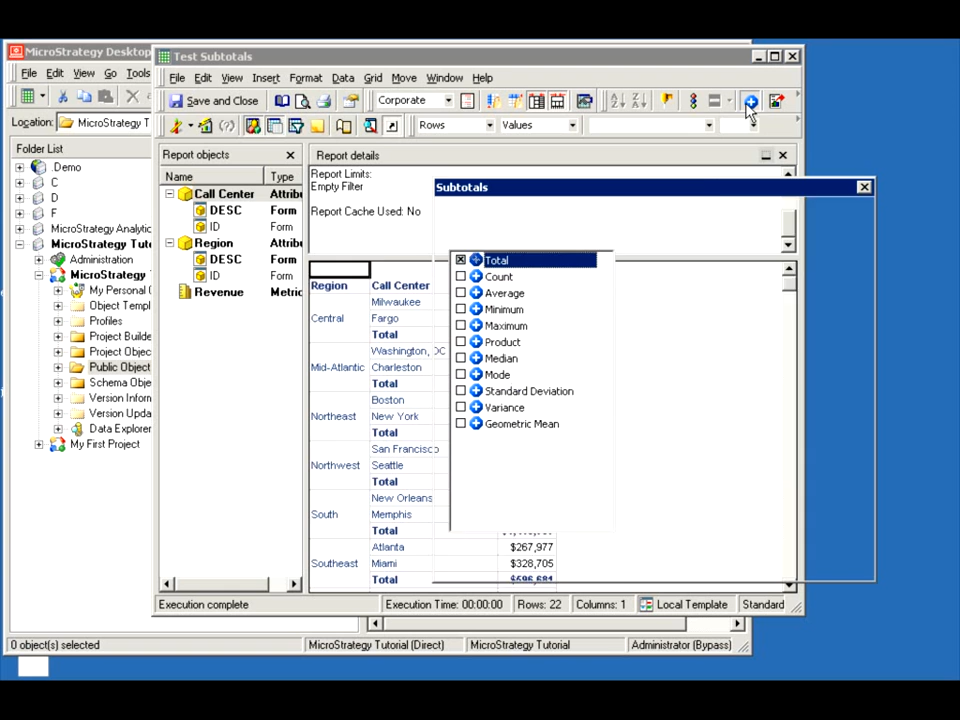 MicroStrategy Desktop
File Edit View Go Tools
Location: MicroStrategy T
Folder List
.Demo
C
D
F
MicroStrategy Analytic
MicroStrategy Tut
Administration
MicroStrategy
My Personal
Object Templ
Profiles
Project Builde
Project Objec
Public Object
Schema Obje
Version Inform
Version Upda
Data Explorer
My First Project
0 object(s) selected
MicroStrategy Tutorial (Direct)
MicroStrategy Tutorial
Administrator (Bypass)
Test Subtotals
File Edit View Insert Format Data Grid Move Window Help
Save and Close
Corporate
Rows
Values
Report objects
Name Type
Call Center Attribu
DESC Form
ID Form
Region Attribu
DESC Form
ID Form
Revenue Metric
Report details
Report Limits:
Empty Filter
Report Cache Used: No
Region Call Center
Milwaukee
Central Fargo
Total
Washington, DC
Mid-Atlantic Charleston
Total
Boston
Northeast New York
Total
San Francisco
Northwest Seattle
Total
New Orleans
South Memphis
Total
Atlanta $267,977
Southeast Miami $328,705
Total $596,681
Execution complete
Execution Time: 00:00:00
Rows: 22
Columns: 1
Local Template
Standard
Subtotals
Total
Count
Average
Minimum
Maximum
Product
Median
Mode
Standard Deviation
Variance
Geometric Mean